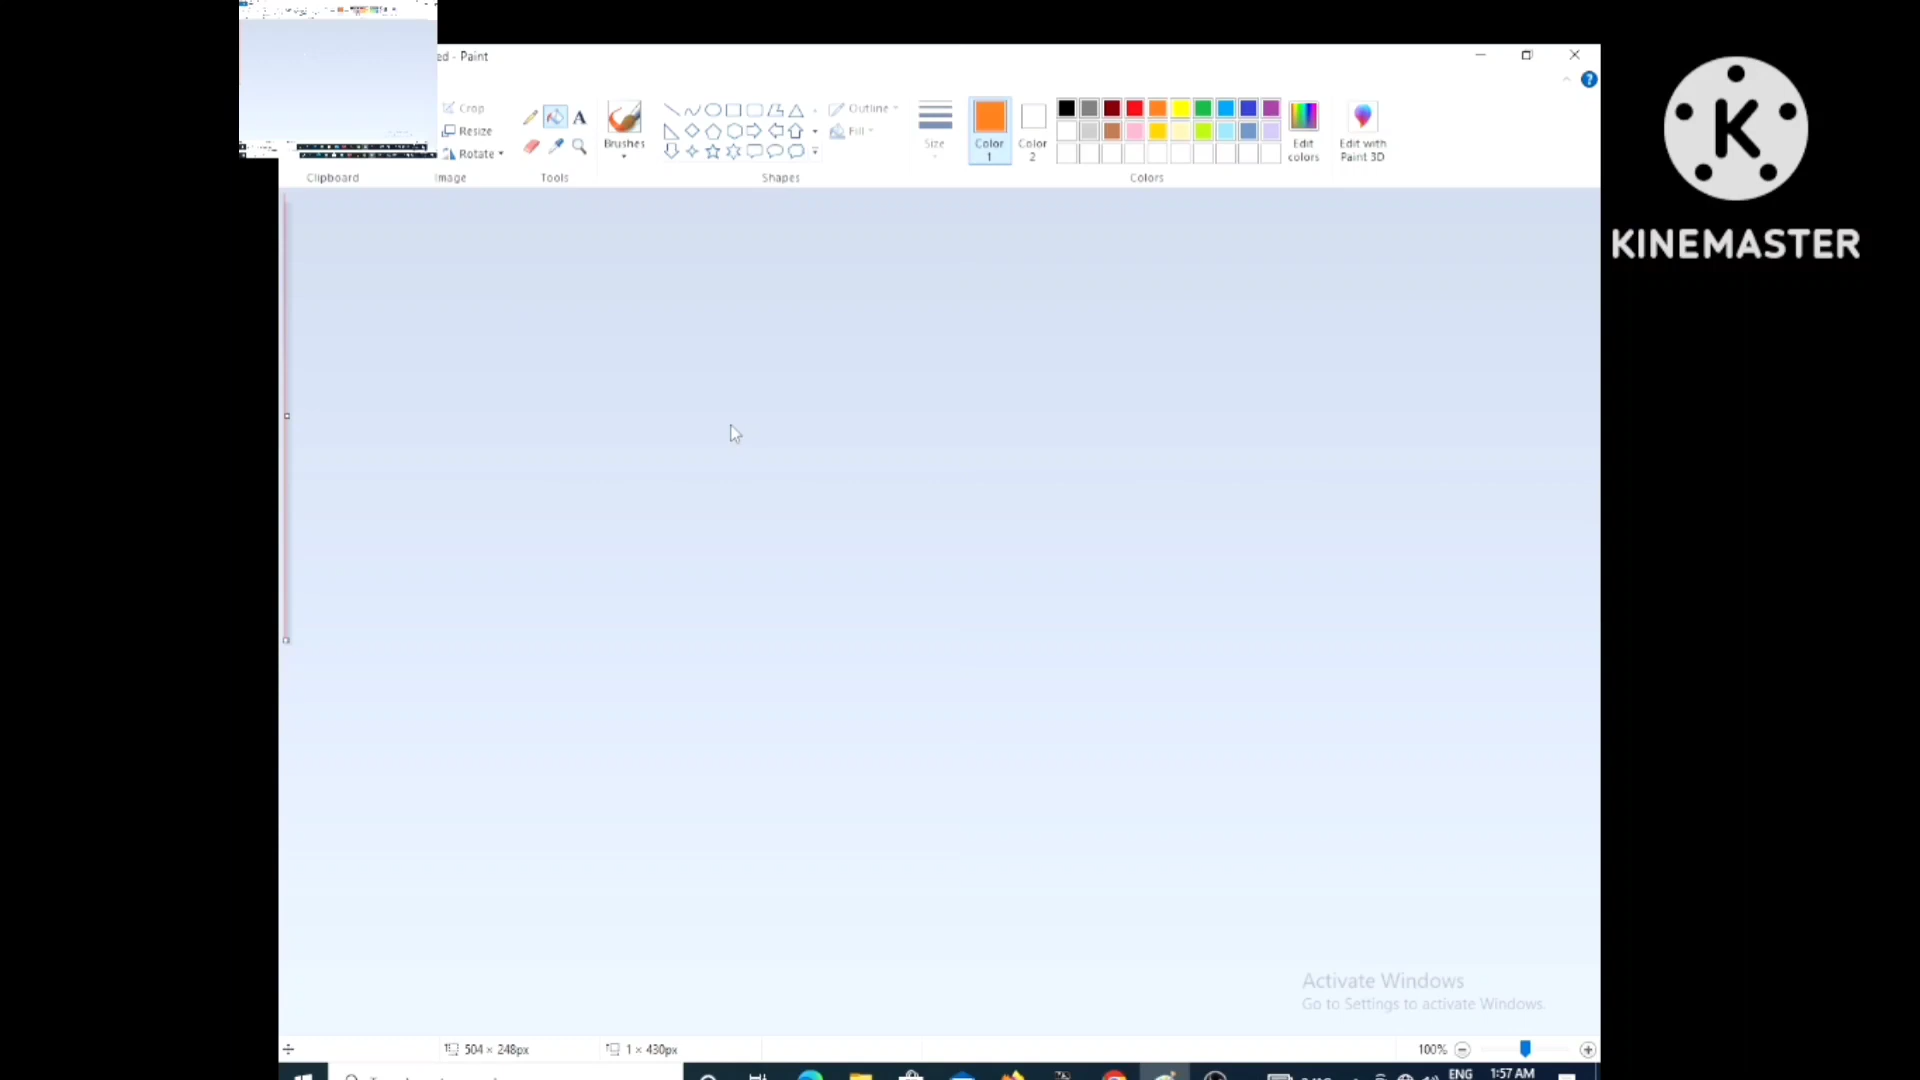 ed - Paint
Crop
Resize
Rotate
A
Brushes
Outline
Fill
Size
Color 1
Color 2
Edit colors
Edit with Paint 3D
Clipboard
Image
Tools
Shapes
Colors
?
K
KINEMASTER
Activate Windows
Go to Settings to activate Windows.
504 × 248px
1 × 430px
100%
ENG
1:57 AM